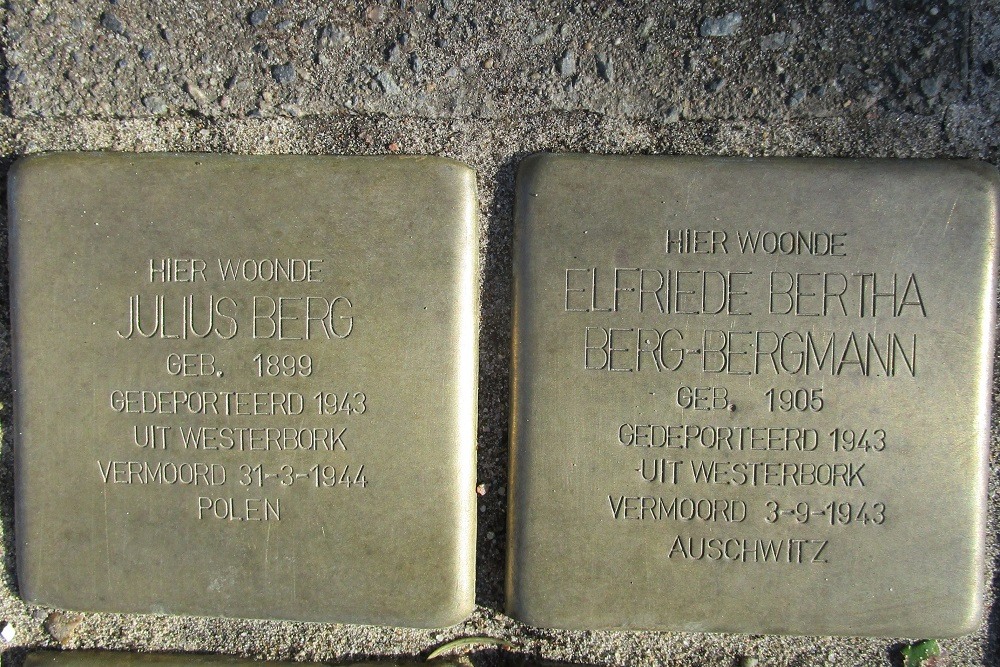 HIER WOONDE
JULIUS BERG
GEB. 1899
GEDEPORTEERD 1943
UIT WESTERBORK
VERMOORD 31-3-1944
POLEN
HIER WOONDE
ELFRIEDE BERTHA
BERG-BERGMANN
GEB. 1905
GEDEPORTEERD 1943
UIT WESTERBORK
VERMOORD 3-9-1943
AUSCHWITZ